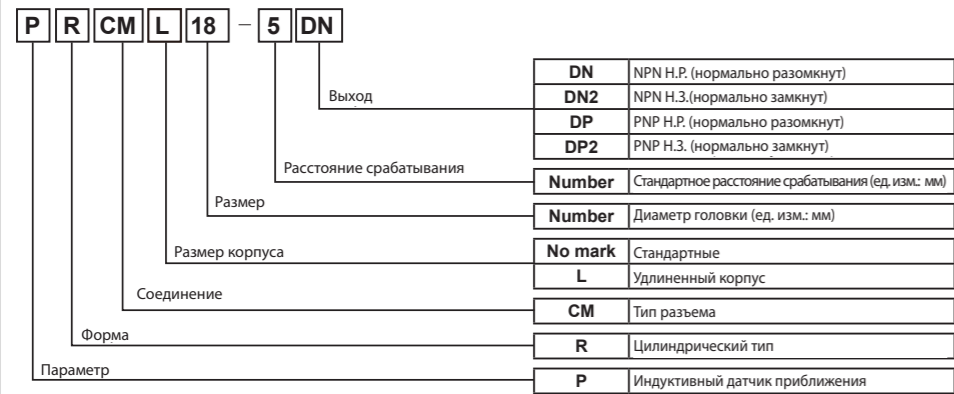 P R CM L 18 – 5 DN
DN NPN Н.Р. (нормально разомкнут)
Выход
DN2 NPN Н.З.(нормально замкнут)
DP PNP Н.Р. (нормально разомкнут)
DP2 PNP Н.З. (нормально замкнут)
Расстояние срабатывания
Number Стандартное расстояние срабатывания (ед. изм.: мм)
Размер
Number Диаметр головки (ед. изм.: мм)
Размер корпуса
No mark Стандартные
L Удлиненный корпус
Соединение
CM Тип разъема
Форма
R Цилиндрический тип
Параметр
P Индуктивный датчик приближения